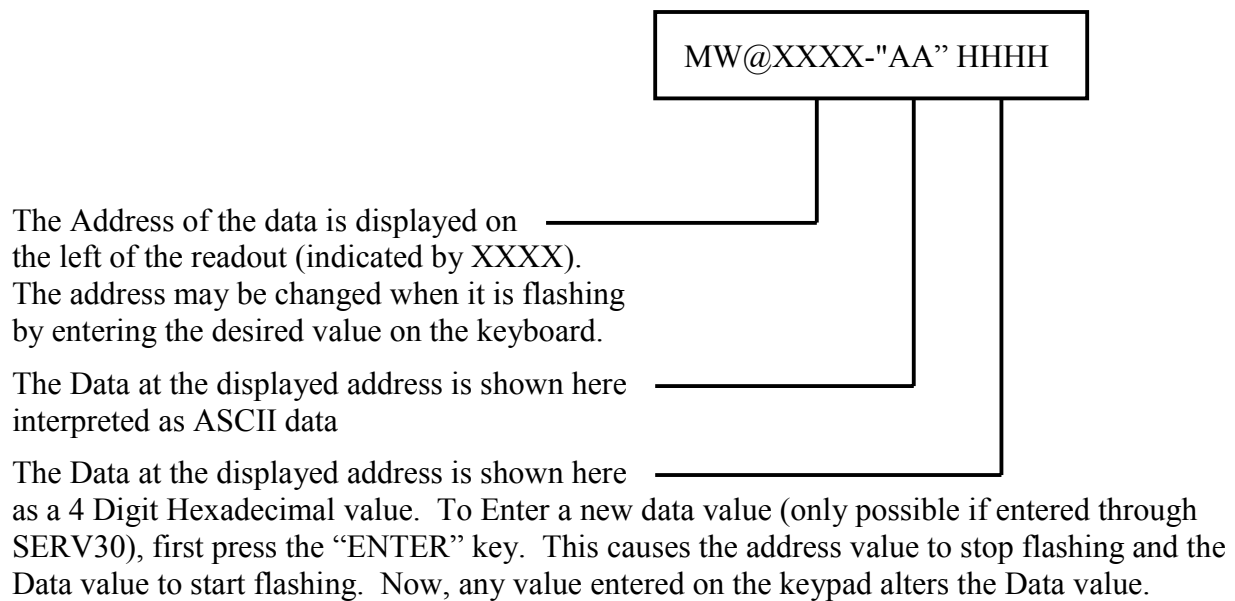 MW@XXXX-"AA” HHHH
The Address of the data is displayed on
the left of the readout (indicated by XXXX).
The address may be changed when it is flashing
by entering the desired value on the keyboard.
The Data at the displayed address is shown here
interpreted as ASCII data
The Data at the displayed address is shown here
as a 4 Digit Hexadecimal value. To Enter a new data value (only possible if entered through
SERV30), first press the “ENTER” key. This causes the address value to stop flashing and the
Data value to start flashing. Now, any value entered on the keypad alters the Data value.